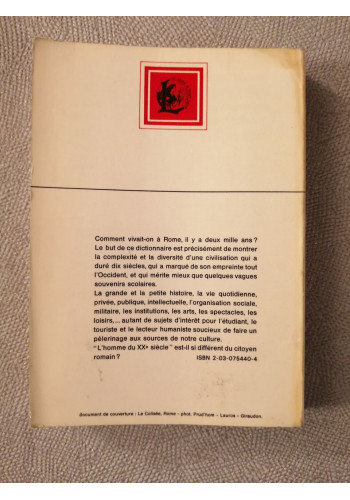 Comment vivait-on à Rome, il y a deux mille ans ?
Le but de ce dictionnaire est précisément de montrer
la complexité et la diversité d'une civilisation qui a
duré dix siècles, qui a marqué de son empreinte tout
l'Occident, et qui mérite mieux que quelques vagues
souvenirs scolaires.
La grande et la petite histoire, la vie quotidienne,
privée, publique, intellectuelle, l'organisation sociale,
militaire, les institutions, les arts, les spectacles, les
loisirs,... autant de sujets d'intérêt pour l'étudiant, le
touriste et le lecteur humaniste soucieux de faire un
pèlerinage aux sources de notre culture.
"L'homme du XXe siècle" est-il si différent du citoyen
romain ?
ISBN 2-03-075440-4
document de couverture : Le Colisée, Rome - phot. Prud'hom - Lauros - Giraudon.